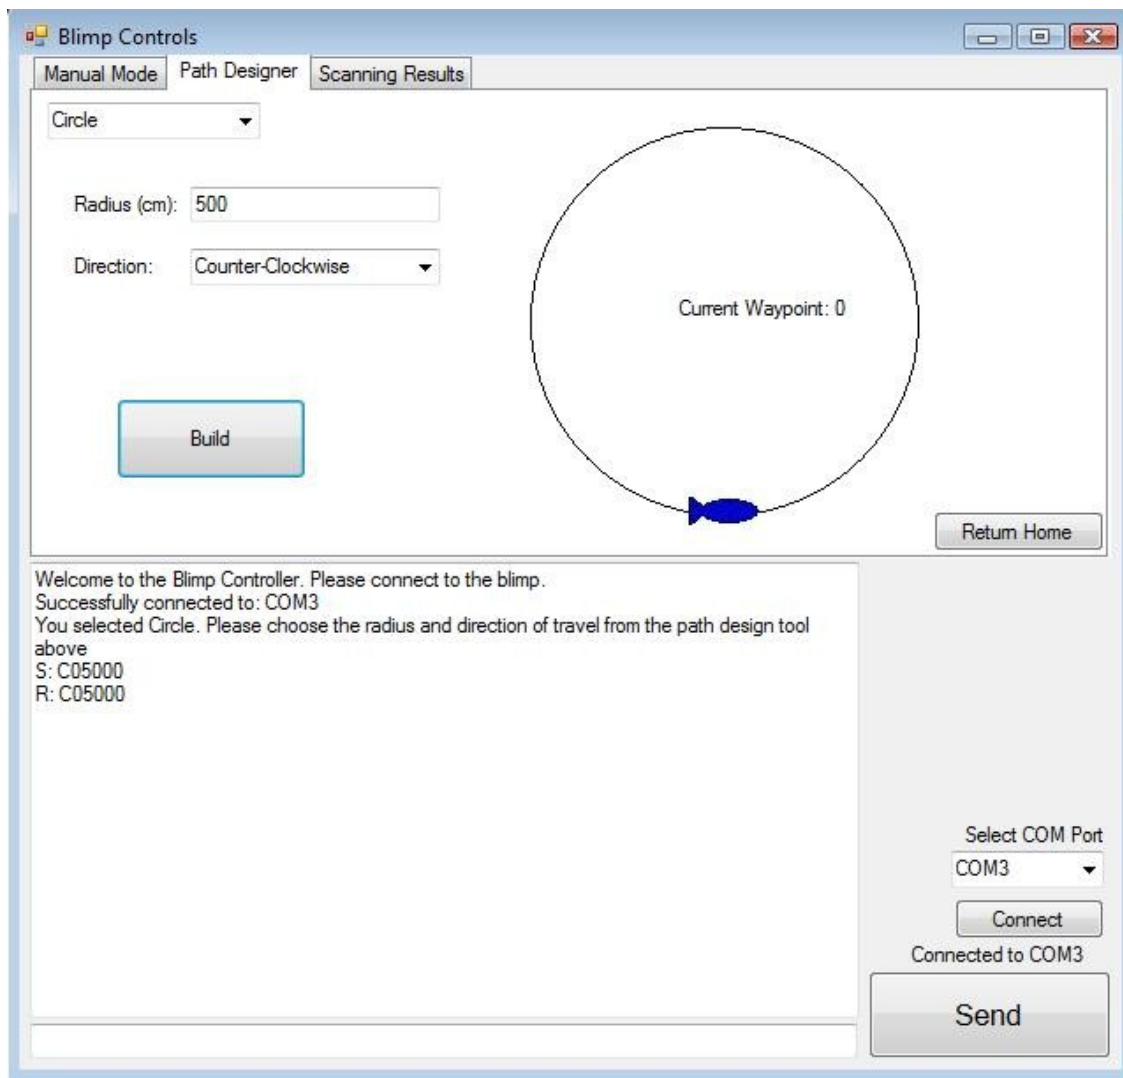 Blimp Controls
Manual Mode Path Designer Scanning Results
Circle
Radius (cm): 500
Direction: Counter-Clockwise
Current Waypoint: 0
Build
Return Home
Welcome to the Blimp Controller. Please connect to the blimp.
Successfully connected to: COM3
You selected Circle. Please choose the radius and direction of travel from the path design tool
above
S: C05000
R: C05000
Select COM Port
COM3
Connect
Connected to COM3
Send